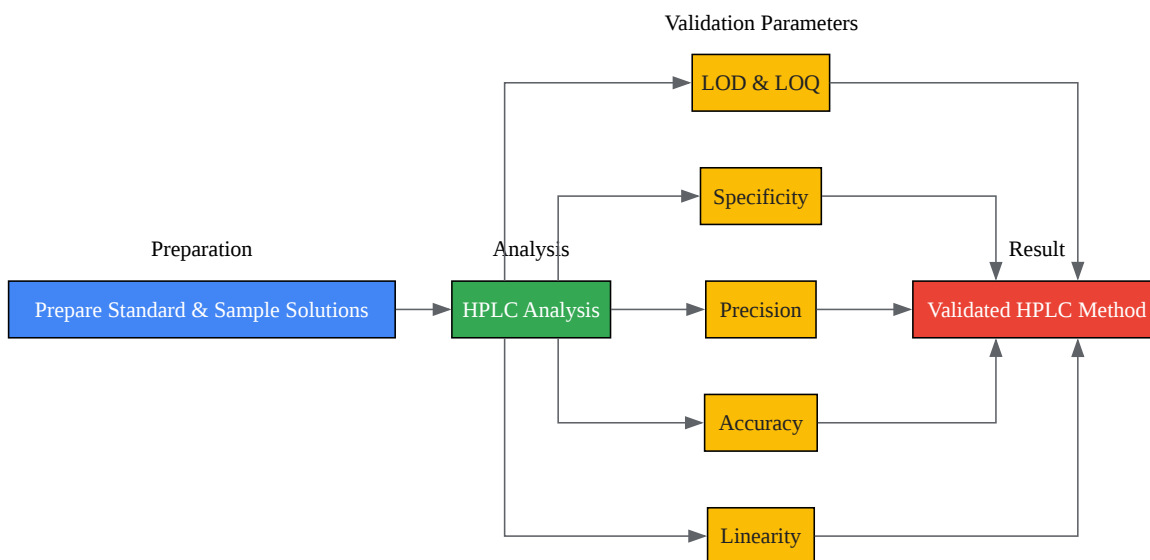 Validation Parameters
LOD & LOQ
Specificity
Preparation
Analysis
Result
Prepare Standard & Sample Solutions
HPLC Analysis
Precision
Validated HPLC Method
Accuracy
Linearity